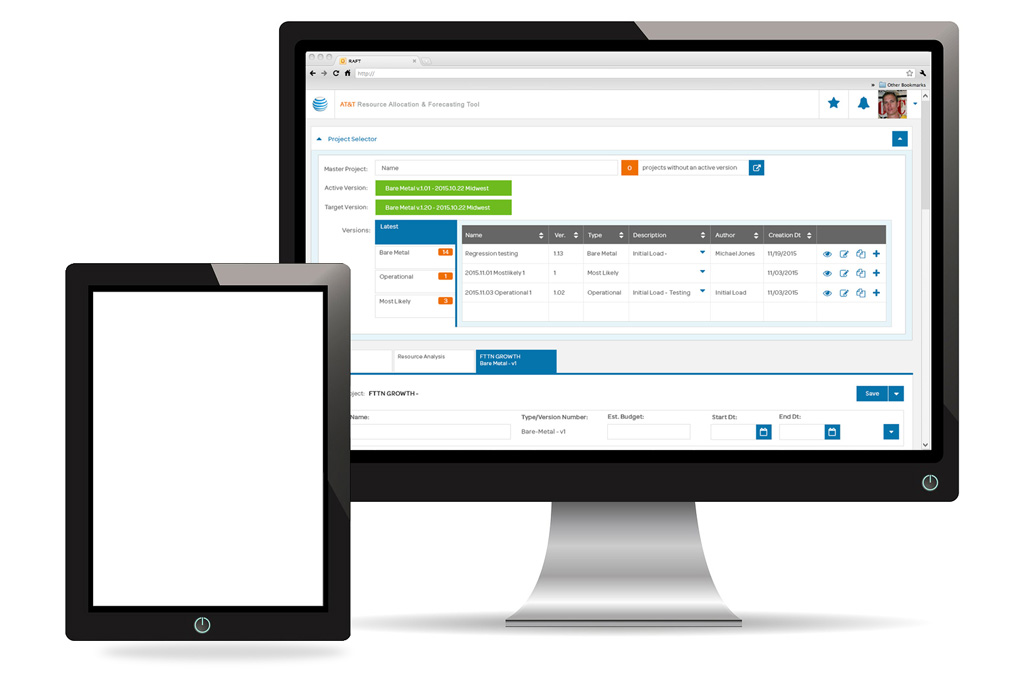 RAFT
http://
» Other Bookmarks
AT&T Resource Allocation & Forecasting Tool
Project Selector
Master Project: Name 0 projects without an active version
Active Version: Bare Metal v.1.01 - 2015.10.22 Midwest
Target Version: Bare Metal v.1.20 - 2015.10.22 Midwest
Versions: Latest
Name Ver. Type Description Author Creation Dt
Bare Metal 14
Regression testing 1.13 Bare Metal Initial Load - Michael Jones 11/19/2015
Operational 1
2015.11.01 Mostlikely 1 1 Most Likely 11/03/2015
Most Likely 3
2015.11.03 Operational 1 1.02 Operational Initial Load - Testing Initial Load 11/03/2015
Resource Analysis
FTTN GROWTH
Bare Metal - v1
ject: FTTN GROWTH - Save
Name: Type/Version Number: Est. Budget: Start Dt: End Dt:
Bare-Metal - v1